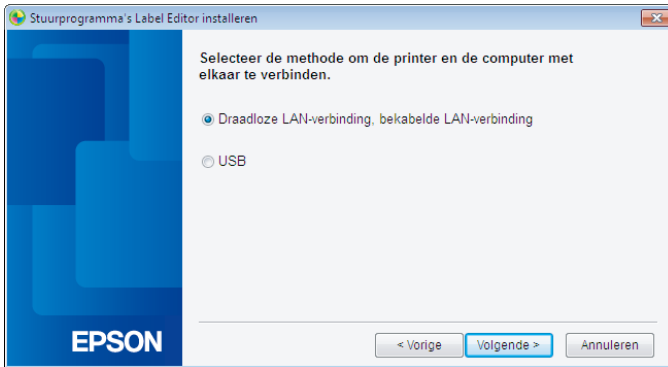 Stuurprogramma's Label Editor installeren
Selecteer de methode om de printer en de computer met
elkaar te verbinden.
Draadloze LAN-verbinding, bekabelde LAN-verbinding
USB
EPSON
< Vorige
Volgende >
Annuleren